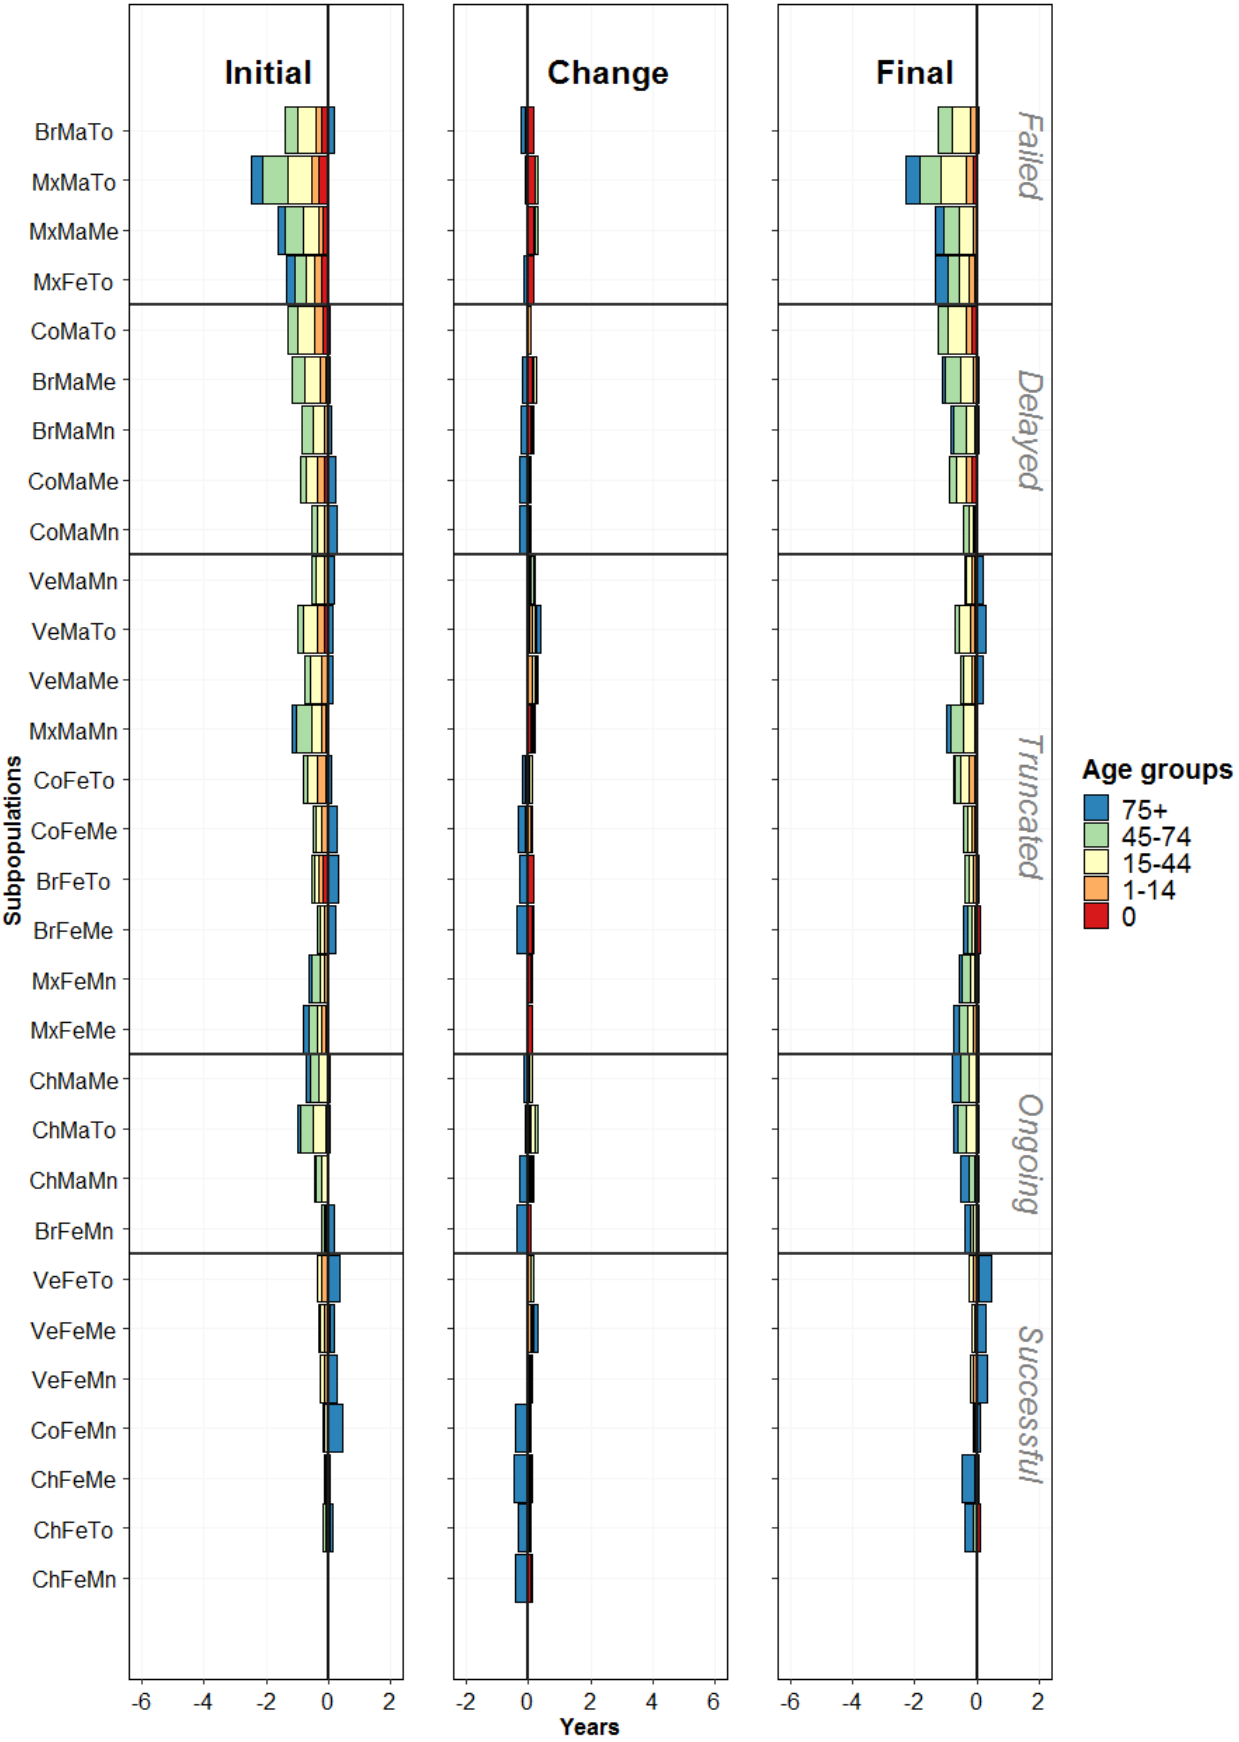 Initial
Change
Final
BrMaTo
MxMaTo
MxMaMe
MxFeTo
CoMaTo
BrMaMe
BrMaMn
CoMaMe
CoMaMn
VeMaMn
VeMaTo
VeMaMe
MxMaMn
CoFeTo
CoFeMe
BrFeTo
BrFeMe
MxFeMn
MxFeMe
ChMaMe
ChMaTo
ChMaMn
BrFeMn
VeFeTo
VeFeMe
VeFeMn
CoFeMn
ChFeMe
ChFeTo
ChFeMn
Subpopulations
Failed
Delayed
Truncated
Ongoing
Successful
Age groups
75+
45-74
15-44
1-14
0
-6 -4 -2 0 2
-2 0 2 4 6
-6 -4 -2 0 2
Years